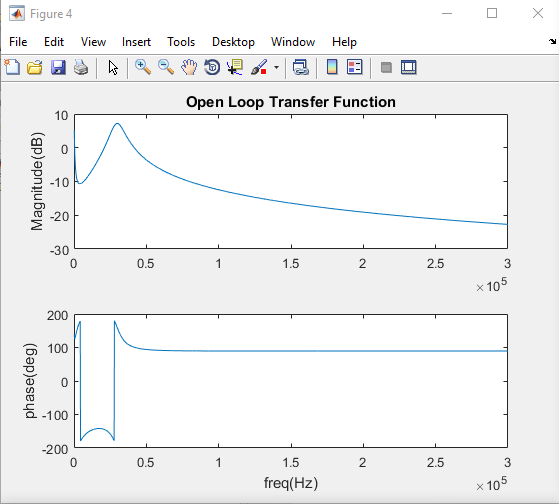 Figure 4
File Edit View Insert Tools Desktop Window Help
Open Loop Transfer Function
Magnitude(dB)
10
0
-10
-20
-30
0 0.5 1 1.5 2 2.5 3
×10^5
phase(deg)
200
100
0
-100
-200
0 0.5 1 1.5 2 2.5 3
freq(Hz)
×10^5